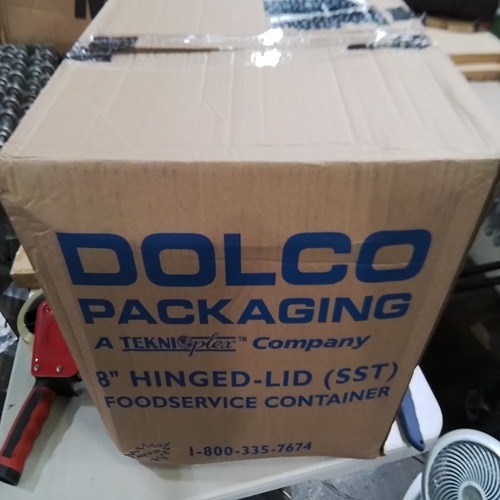 DOLCO
PACKAGING
A TEKNIPLEX™ Company
8" HINGED-LID (SST)
FOODSERVICE CONTAINER
1-800-335-7674